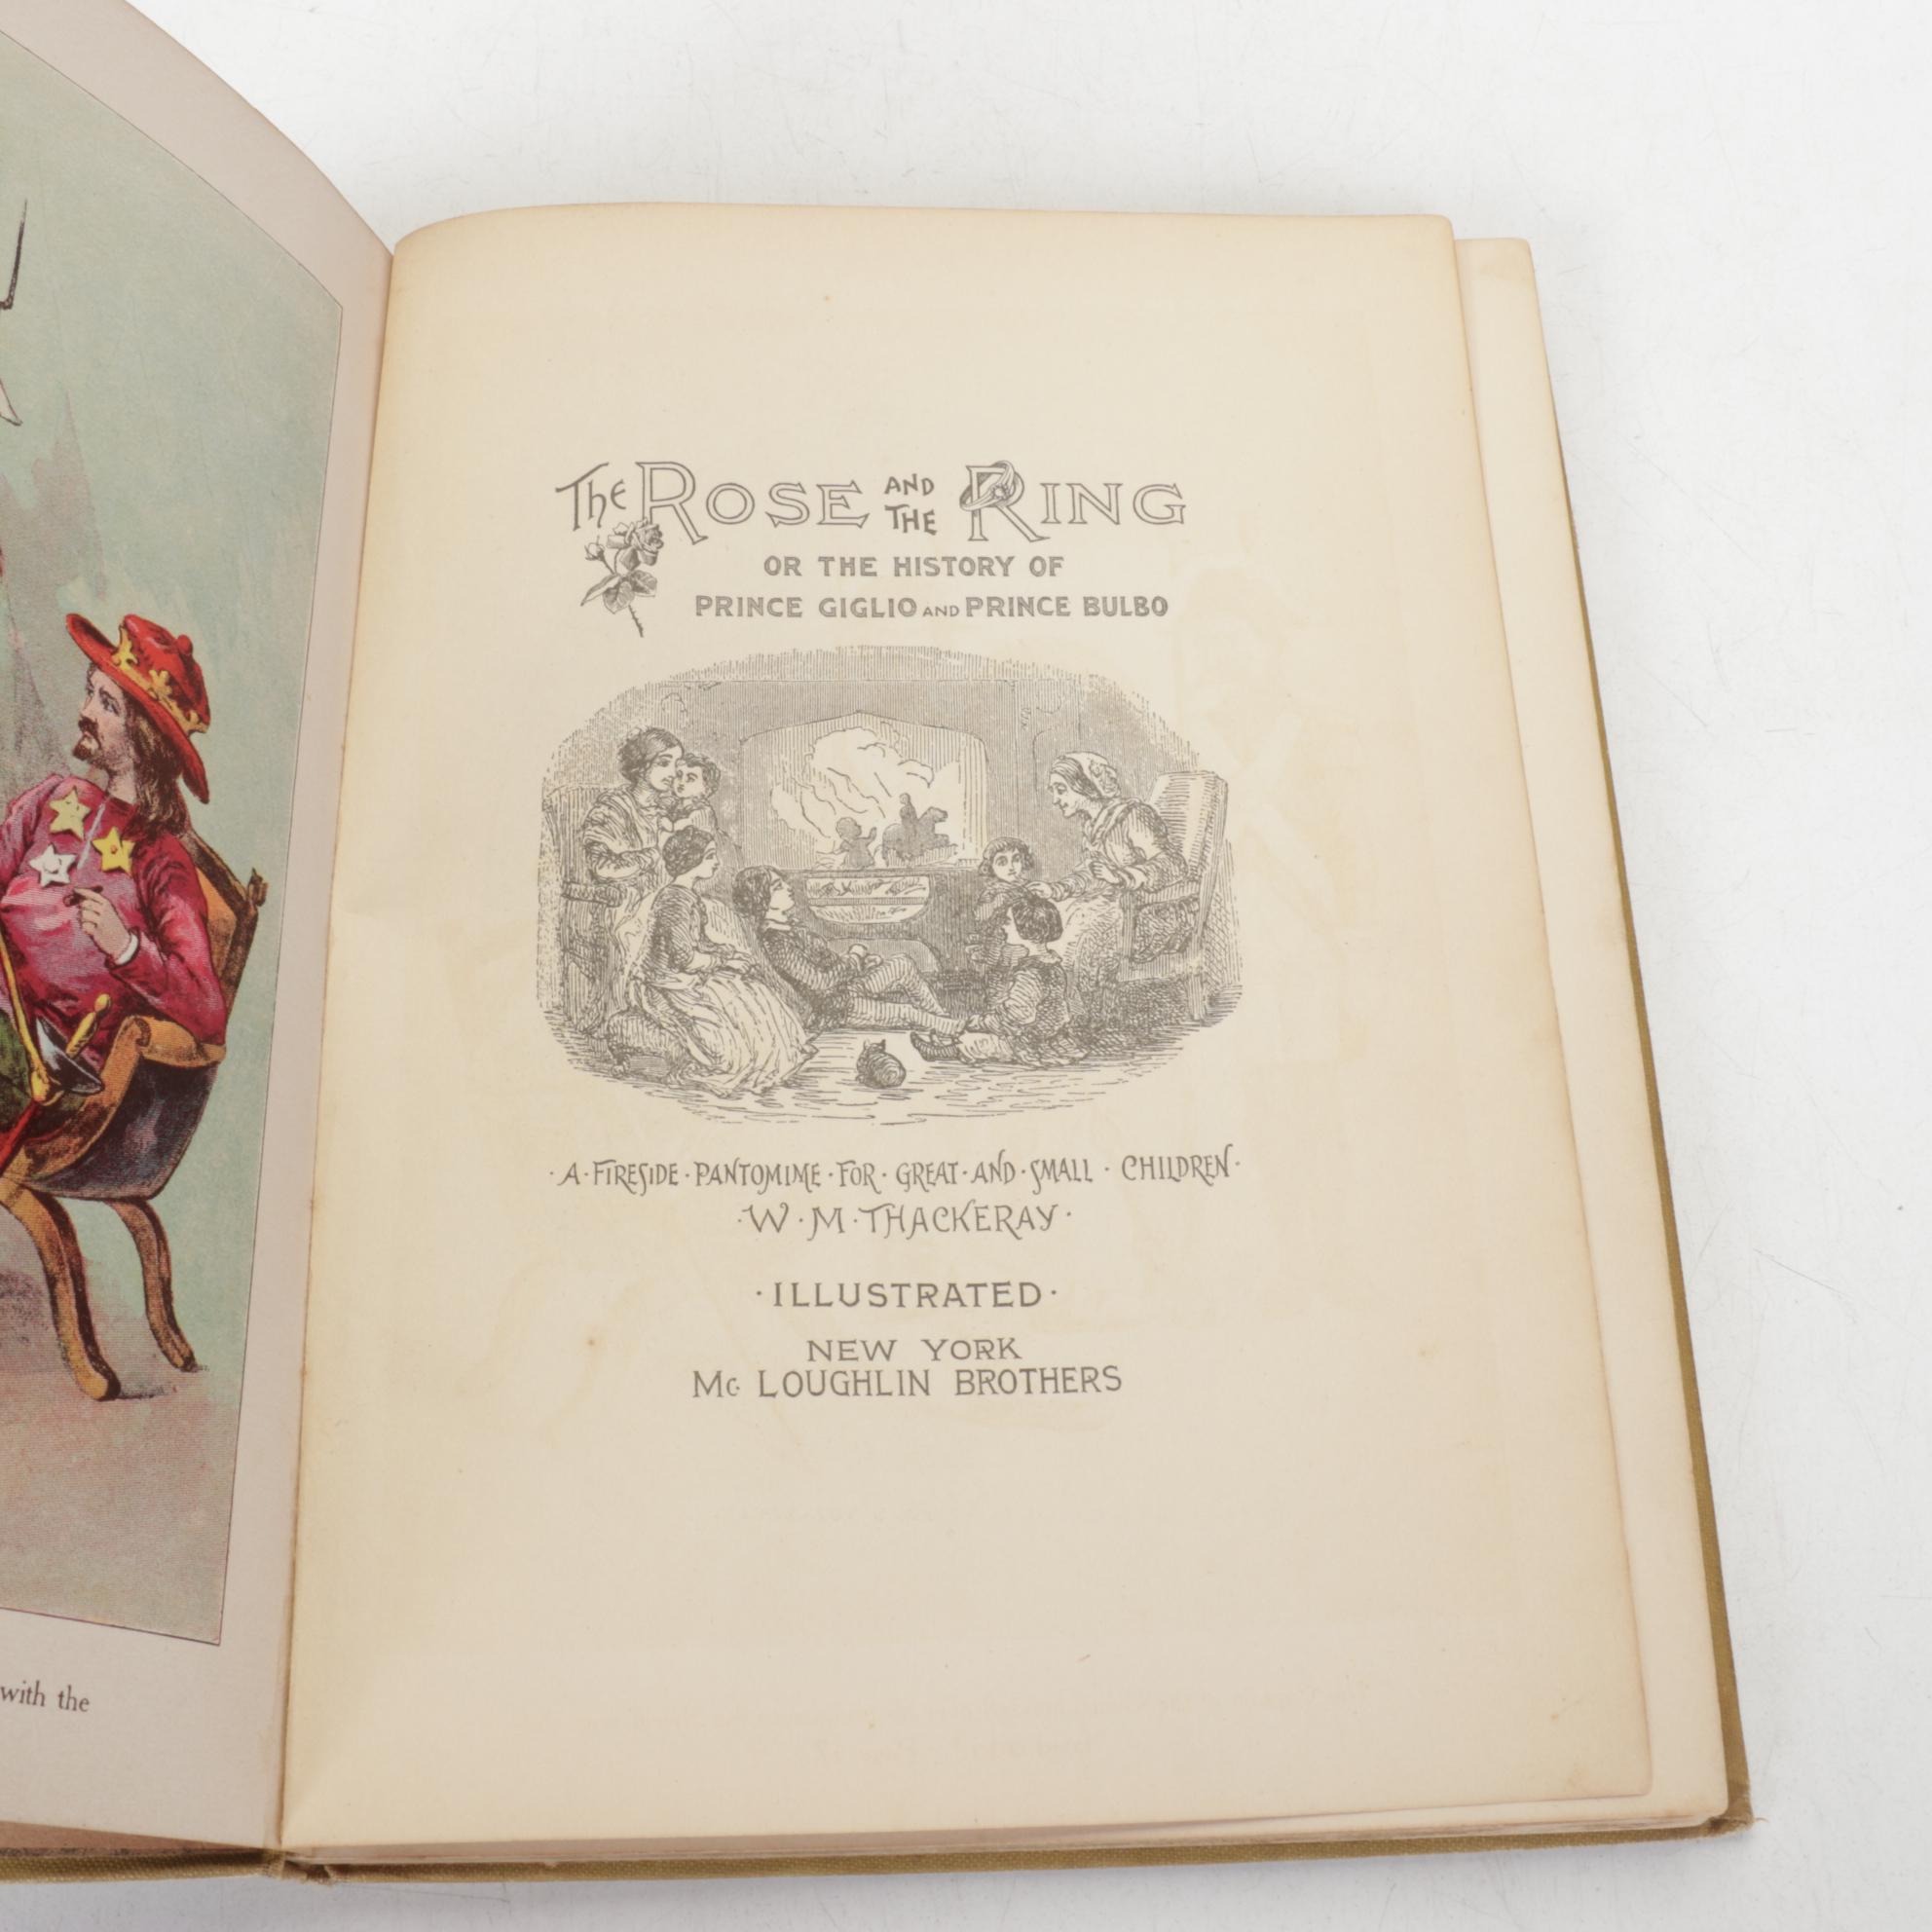 with the
The ROSE AND THE RING
OR THE HISTORY OF
PRINCE GIGLIO AND PRINCE BULBO
· A · FIRESIDE · PANTOMIME · FOR · GREAT · AND · SMALL · CHILDREN ·
· W · M · THACKERAY ·
· ILLUSTRATED ·
NEW YORK
Mc LOUGHLIN BROTHERS